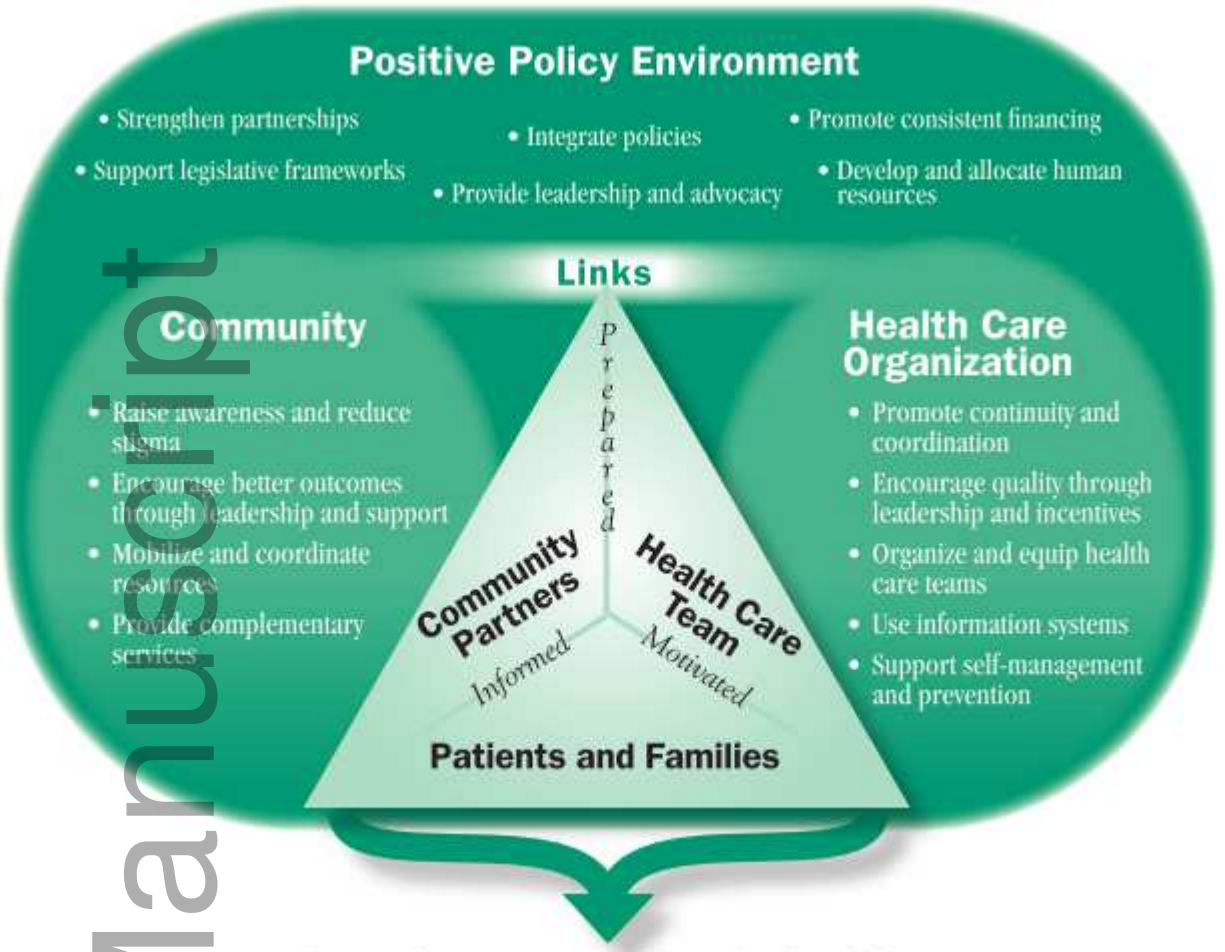 Positive Policy Environment
• Strengthen partnerships
• Support legislative frameworks
• Integrate policies
• Provide leadership and advocacy
• Promote consistent financing
• Develop and allocate human
resources
Links
Community
• Raise awareness and reduce
stigma
• Encourage better outcomes
through leadership and support
• Mobilize and coordinate
resources
• Provide complementary
services
Prepared
Community
Partners
Informed
Health Care
Team
Motivated
Patients and Families
Health Care
Organization
• Promote continuity and
coordination
• Encourage quality through
leadership and incentives
• Organize and equip health
care teams
• Use information systems
• Support self-management
and prevention
Manuscript